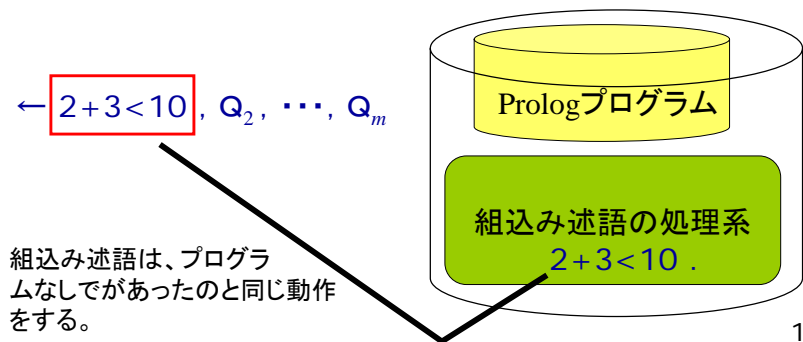 ← 2+3<10 , Q₂ , ・・・, Qₘ
Prologプログラム
組込み述語の処理系
2+3<10 .
組込み述語は、プログラ
ムなしでがあったのと同じ動作
をする。
1